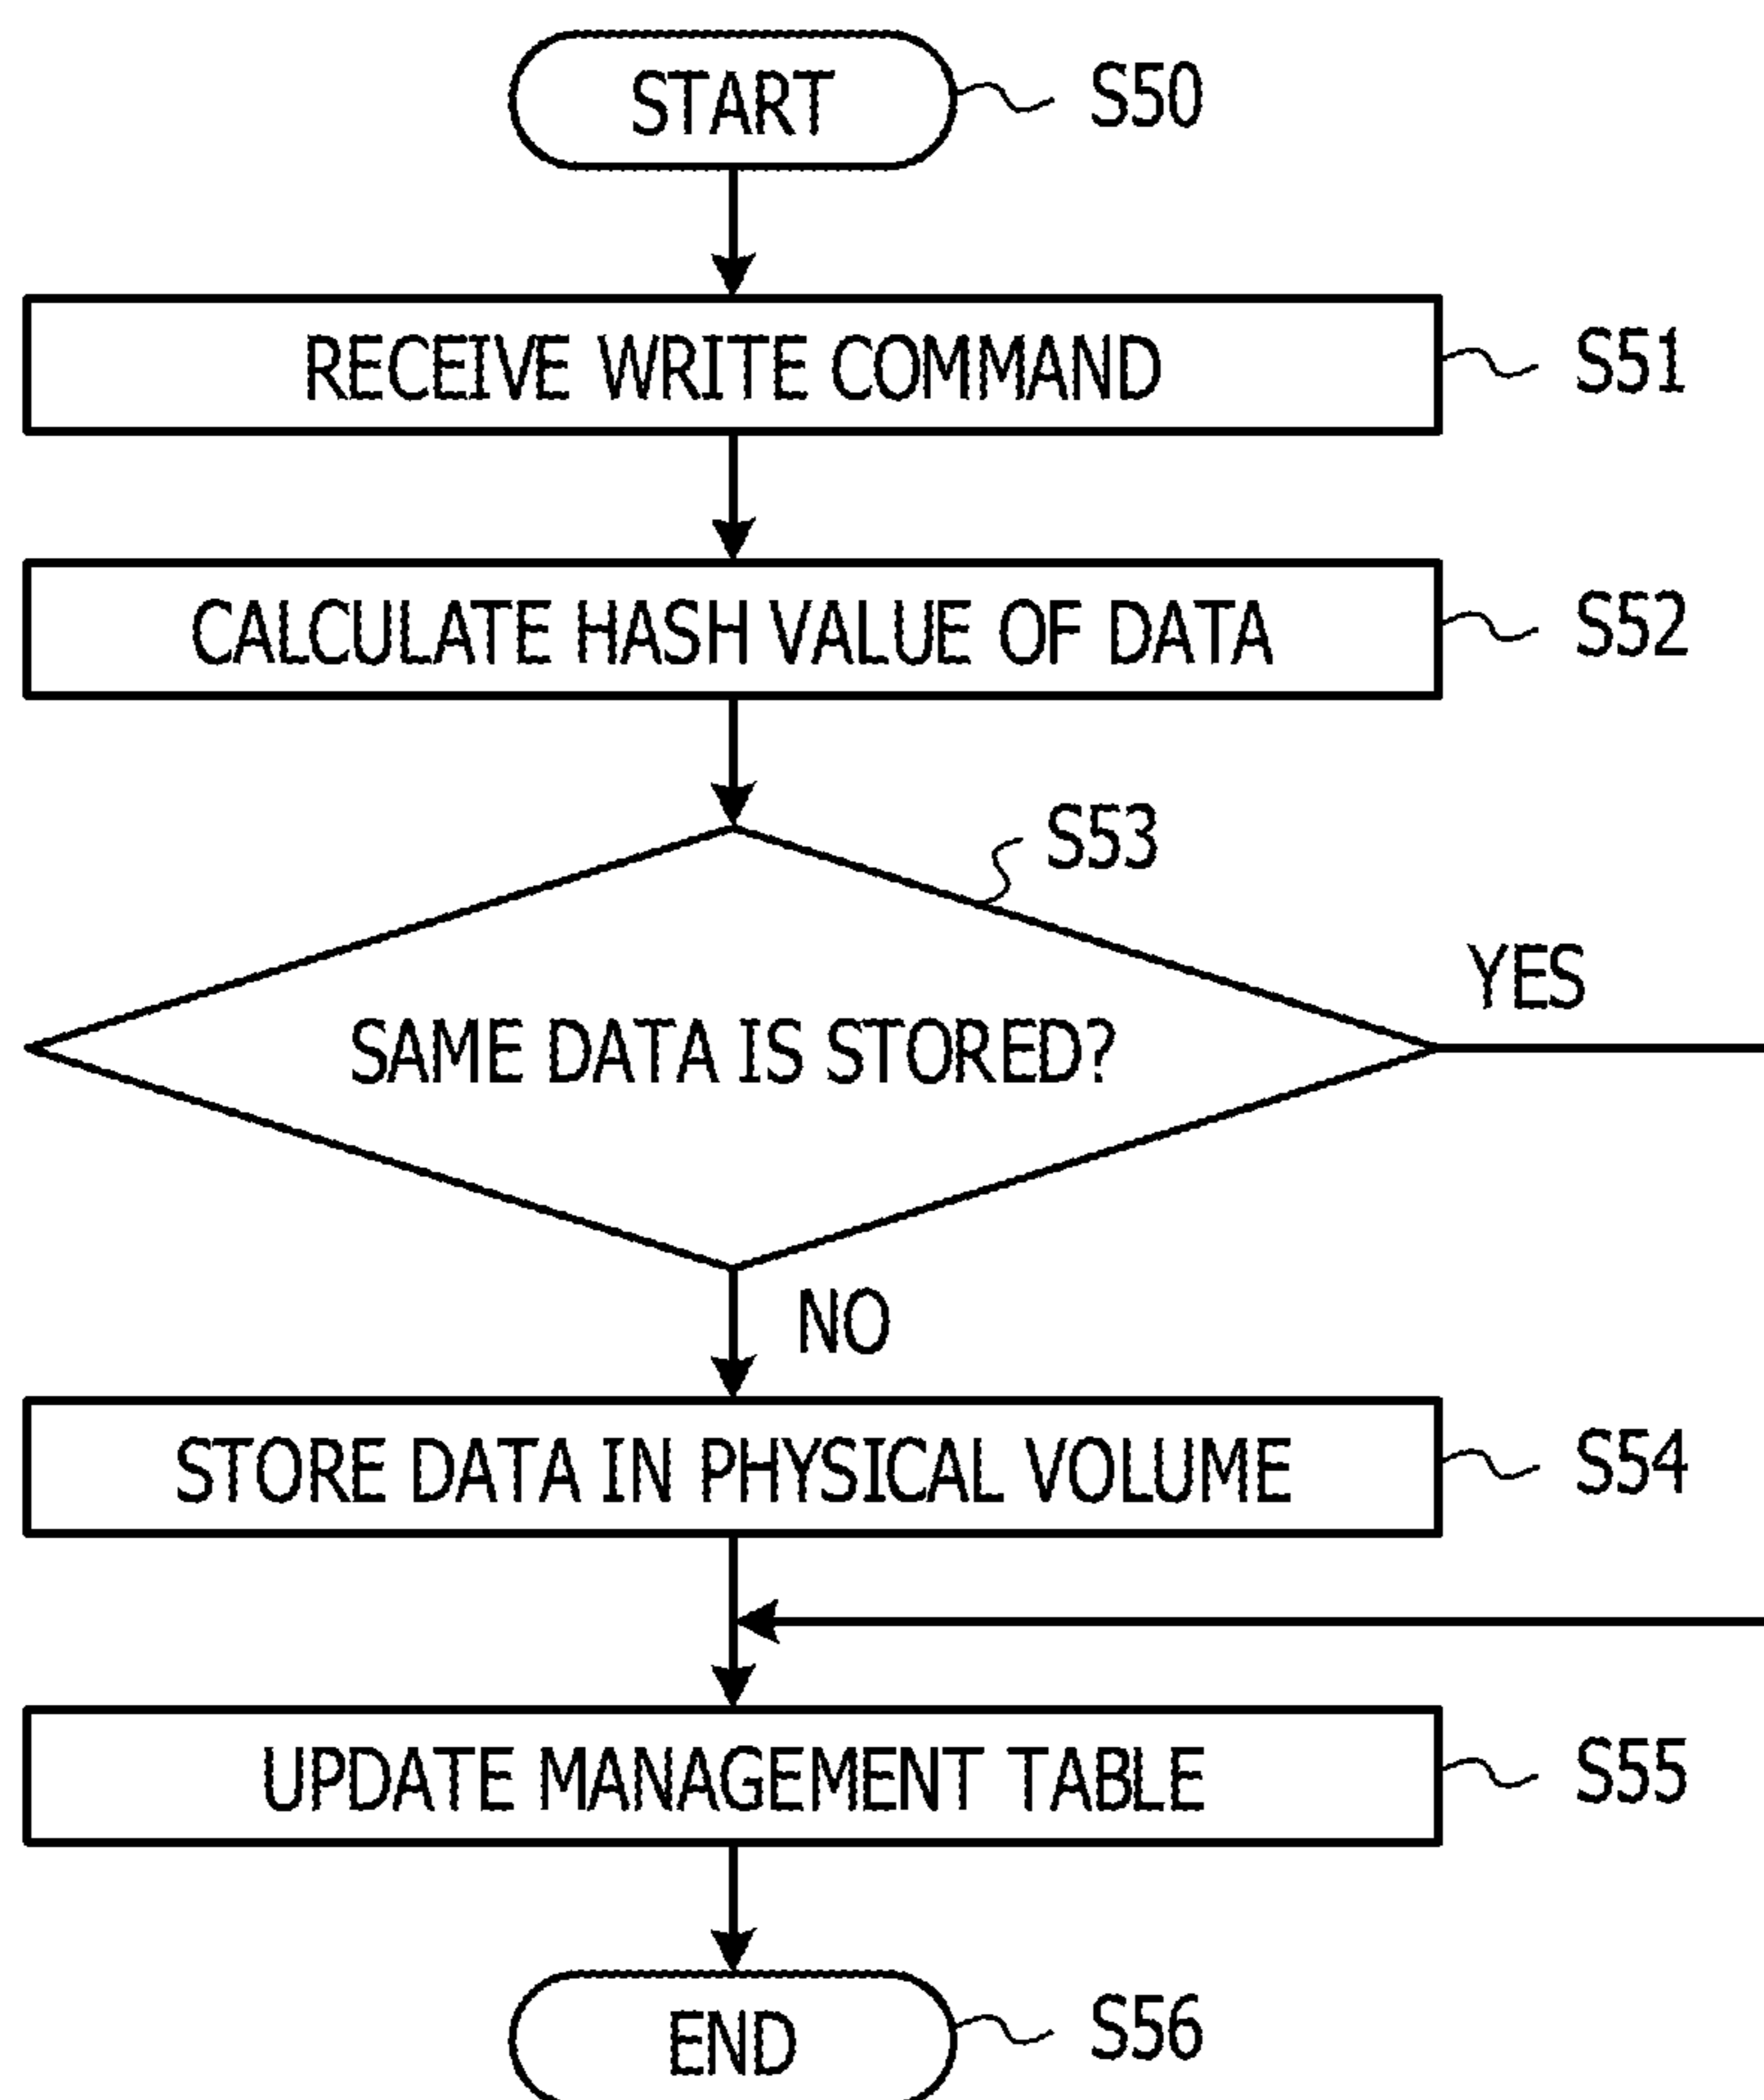 START
S50
RECEIVE WRITE COMMAND
S51
CALCULATE HASH VALUE OF DATA
S52
S53
YES
SAME DATA IS STORED?
NO
STORE DATA IN PHYSICAL VOLUME
S54
UPDATE MANAGEMENT TABLE
S55
END
S56